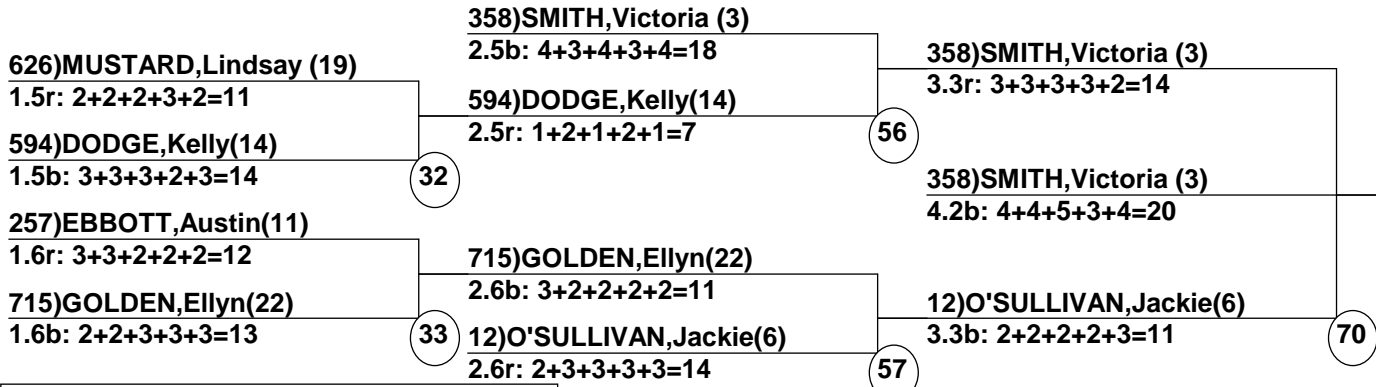 626)MUSTARD,Lindsay (19)
1.5r: 2+2+2+3+2=11
594)DODGE,Kelly(14)
1.5b: 3+3+3+2+3=14
32
257)EBBOTT,Austin(11)
1.6r: 3+3+2+2+2=12
715)GOLDEN,Ellyn(22)
1.6b: 2+2+3+3+3=13
33
358)SMITH,Victoria (3)
2.5b: 4+3+4+3+4=18
594)DODGE,Kelly(14)
2.5r: 1+2+1+2+1=7
56
715)GOLDEN,Ellyn(22)
2.6b: 3+2+2+2+2=11
12)O'SULLIVAN,Jackie(6)
2.6r: 2+3+3+3+3=14
57
358)SMITH,Victoria (3)
3.3r: 3+3+3+3+2=14
358)SMITH,Victoria (3)
4.2b: 4+4+5+3+4=20
12)O'SULLIVAN,Jackie(6)
3.3b: 2+2+2+2+3=11
70